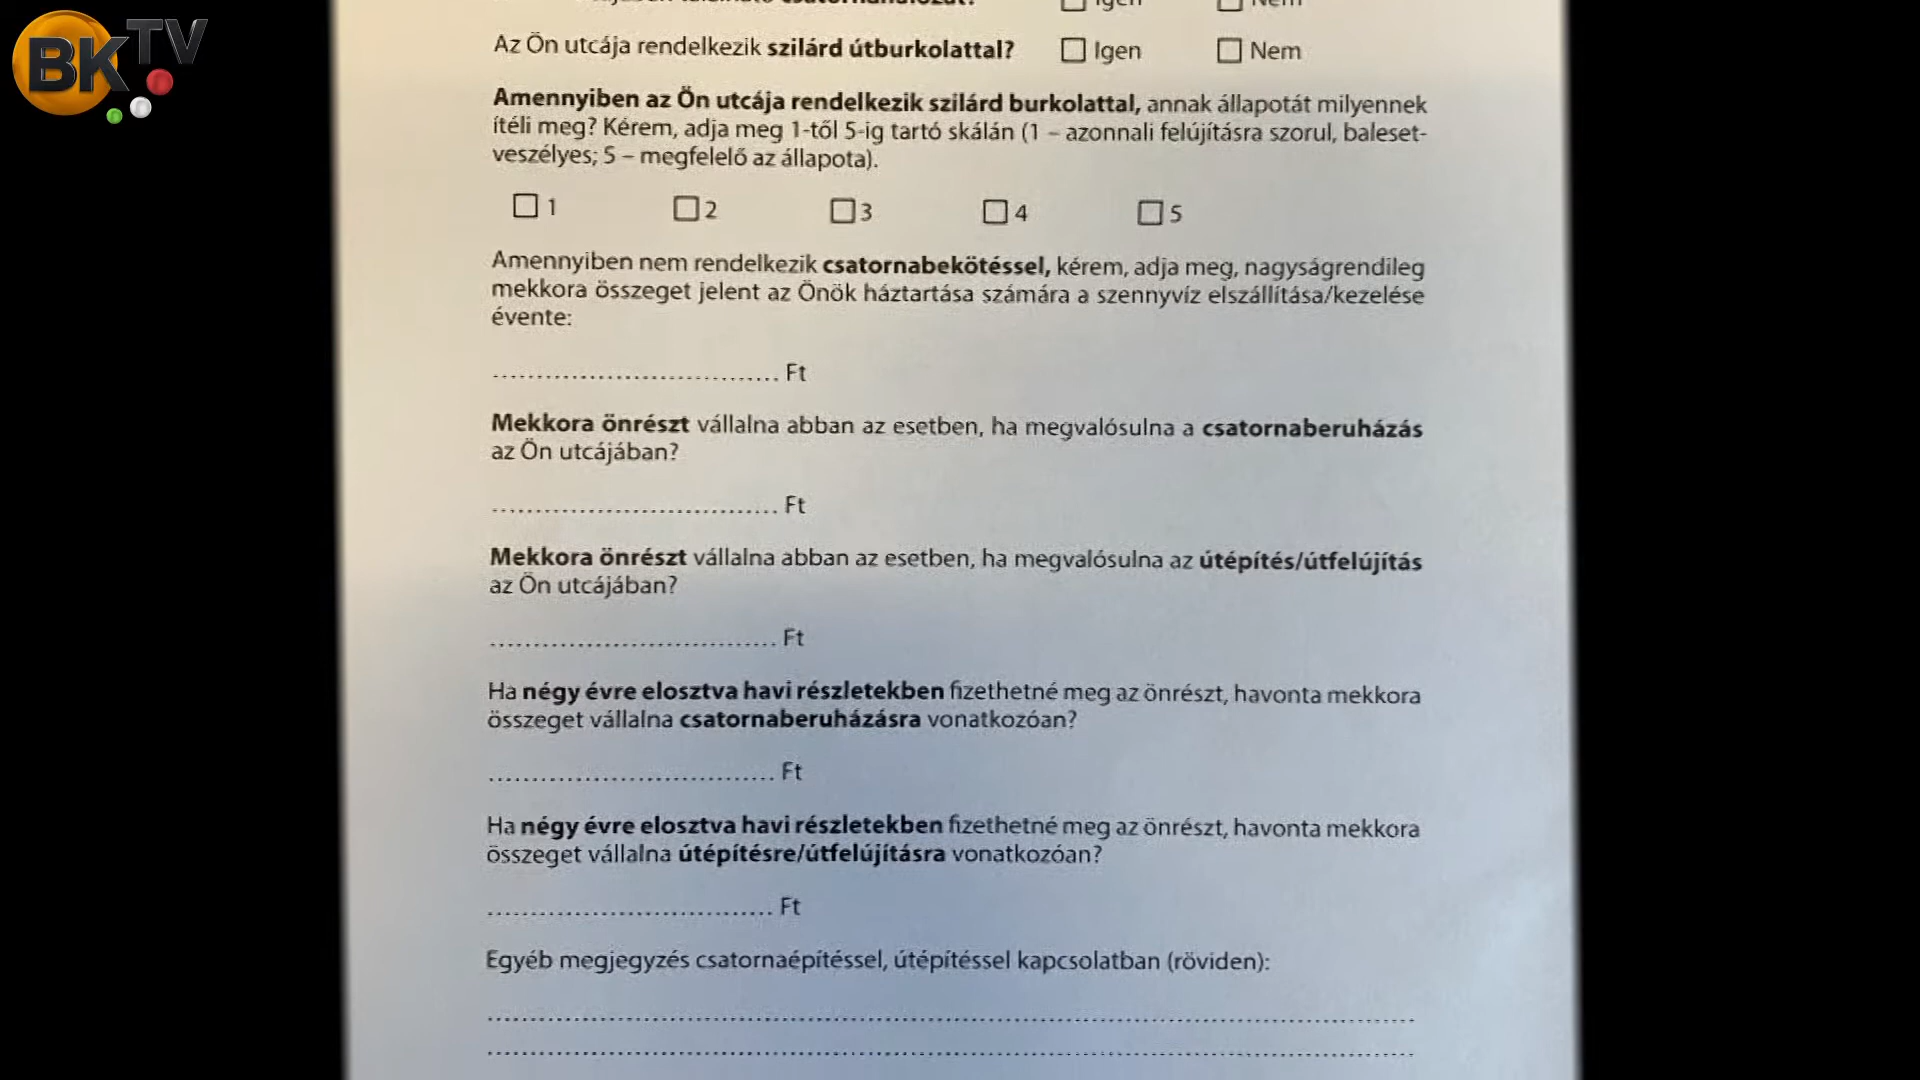 BKTV
csatornahálózat? Igen Nem
Az Ön utcája rendelkezik szilárd útburkolattal? Igen Nem
Amennyiben az Ön utcája rendelkezik szilárd burkolattal, annak állapotát milyennek
ítéli meg? Kérem, adja meg 1-től 5-ig tartó skálán (1 – azonnali felújításra szorul, baleset-
veszélyes; 5 – megfelelő az állapota).
1 2 3 4 5
Amennyiben nem rendelkezik csatornabekötéssel, kérem, adja meg, nagyságrendileg
mekkora összeget jelent az Önök háztartása számára a szennyvíz elszállítása/kezelése
évente:
................................ Ft
Mekkora önrészt vállalna abban az esetben, ha megvalósulna a csatornaberuházás
az Ön utcájában?
................................ Ft
Mekkora önrészt vállalna abban az esetben, ha megvalósulna az útépítés/útfelújítás
az Ön utcájában?
................................ Ft
Ha négy évre elosztva havi részletekben fizethetné meg az önrészt, havonta mekkora
összeget vállalna csatornaberuházásra vonatkozóan?
................................ Ft
Ha négy évre elosztva havi részletekben fizethetné meg az önrészt, havonta mekkora
összeget vállalna útépítésre/útfelújításra vonatkozóan?
................................ Ft
Egyéb megjegyzés csatornaépítéssel, útépítéssel kapcsolatban (röviden):